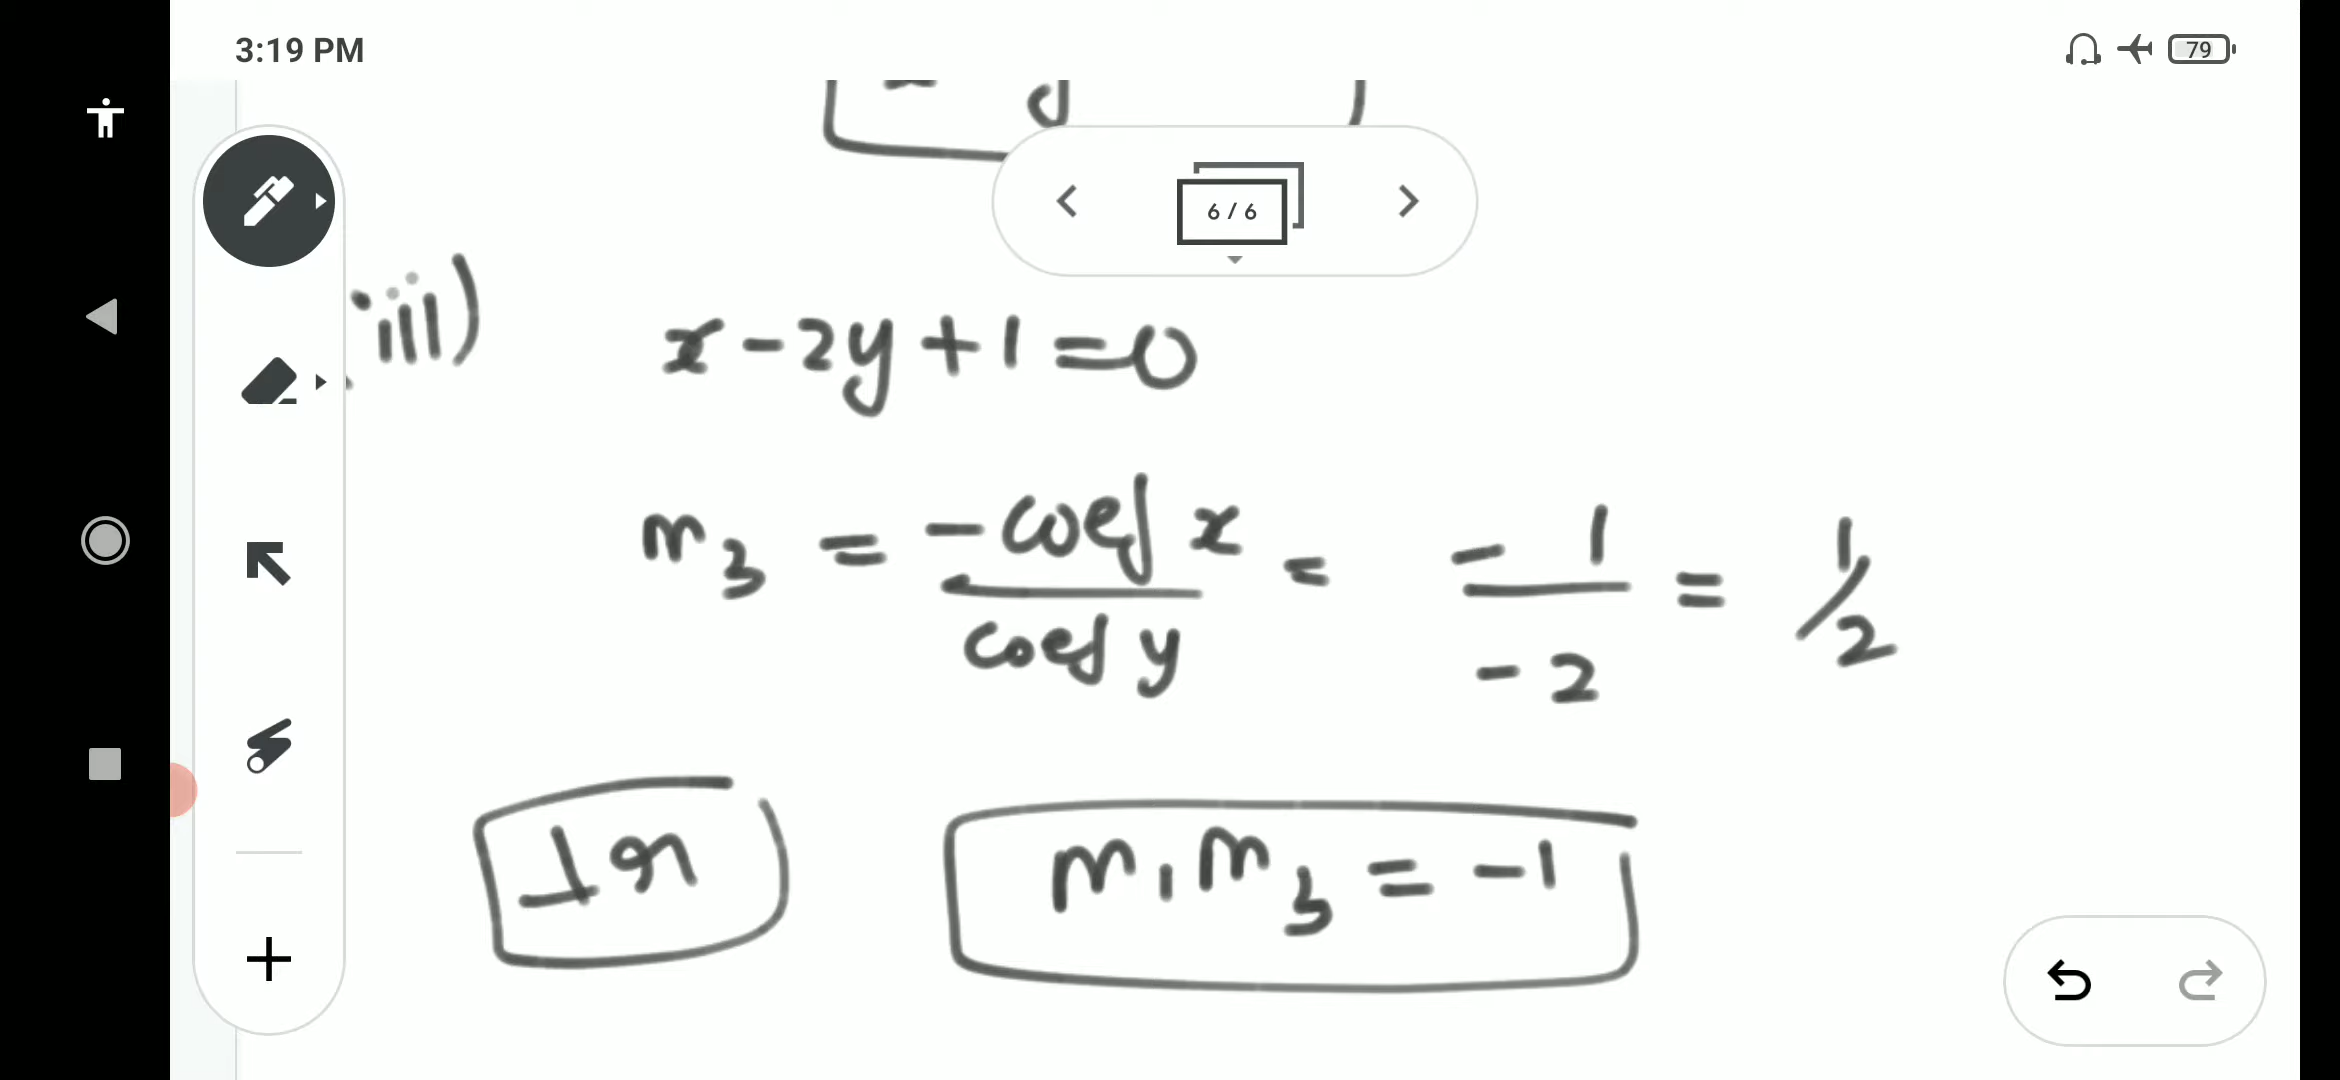 3:19 PM
79
6 / 6
iii)
x - 2y + 1 = 0
m3 = -coef x / coef y = -1 / -2 = 1/2
m1m3 = -1